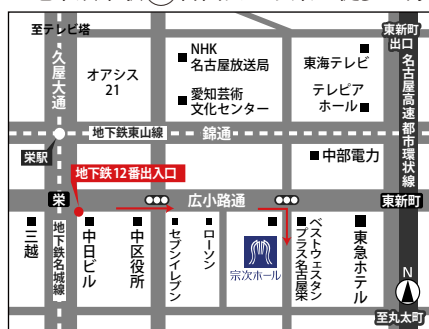 至テレビ塔
東新町
出口
久屋大通
オアシス
21
NHK
名古屋放送局
愛知芸術
文化センター
東海テレビ
テレピア
ホール
名古屋高速都市環状線
地下鉄東山線
錦通
栄駅
中部電力
地下鉄12番出入口
栄
広小路通
東新町
三越
地下鉄名城線
中日ビル
中区役所
セブンイレブン
ローソン
宗次ホール
ベストウェスタン
プラス名古屋栄
東急ホテル
N
至丸太町